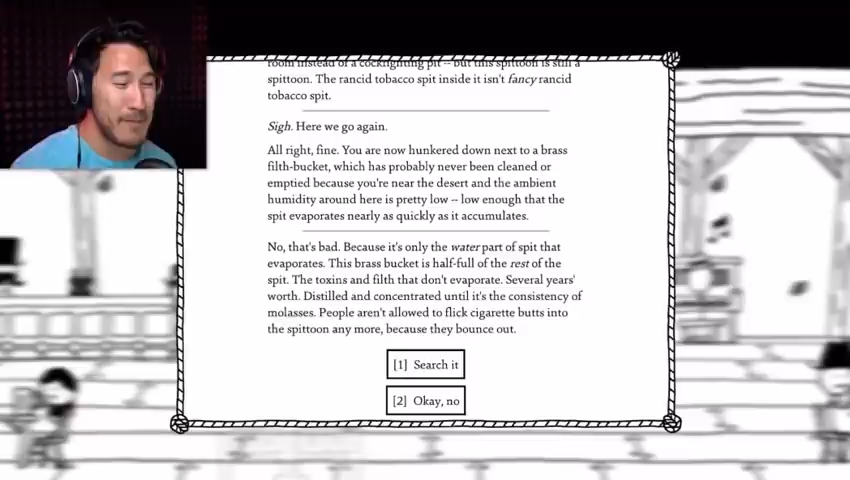 room instead of a cockfighting pit -- but this spittoon is still a
spittoon. The rancid tobacco spit inside it isn't fancy rancid
tobacco spit.
Sigh. Here we go again.
All right, fine. You are now hunkered down next to a brass
filth-bucket, which has probably never been cleaned or
emptied because you're near the desert and the ambient
humidity around here is pretty low -- low enough that the
spit evaporates nearly as quickly as it accumulates.
No, that's bad. Because it's only the water part of spit that
evaporates. This brass bucket is half-full of the rest of the
spit. The toxins and filth that don't evaporate. Several years'
worth. Distilled and concentrated until it's the consistency of
molasses. People aren't allowed to flick cigarette butts into
the spittoon any more, because they bounce out.
[1] Search it
[2] Okay, no